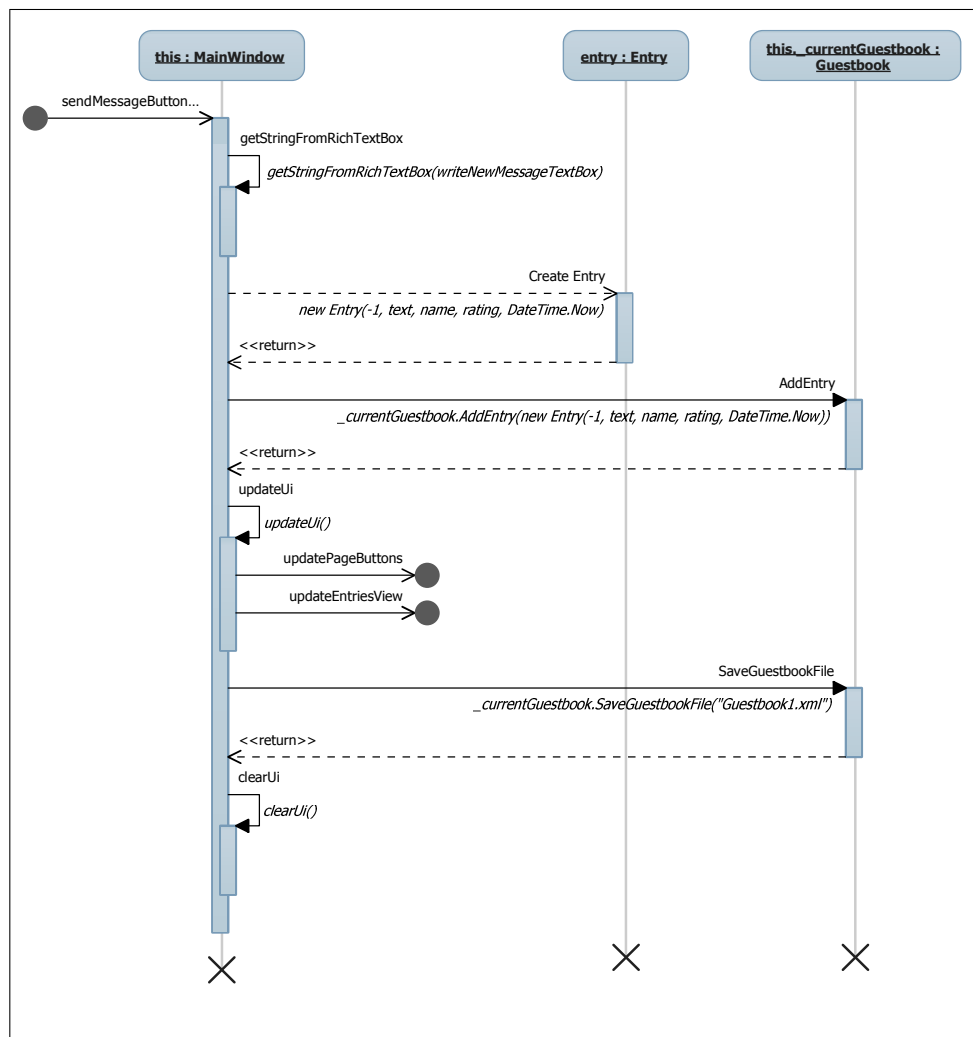 this : MainWindow
entry : Entry
this._currentGuestbook :
Guestbook
sendMessageButton...
getStringFromRichTextBox
getStringFromRichTextBox(writeNewMessageTextBox)
Create Entry
new Entry(-1, text, name, rating, DateTime.Now)
<<return>>
AddEntry
_currentGuestbook.AddEntry(new Entry(-1, text, name, rating, DateTime.Now))
<<return>>
updateUi
updateUi()
updatePageButtons
updateEntriesView
SaveGuestbookFile
_currentGuestbook.SaveGuestbookFile("Guestbook1.xml")
<<return>>
clearUi
clearUi()